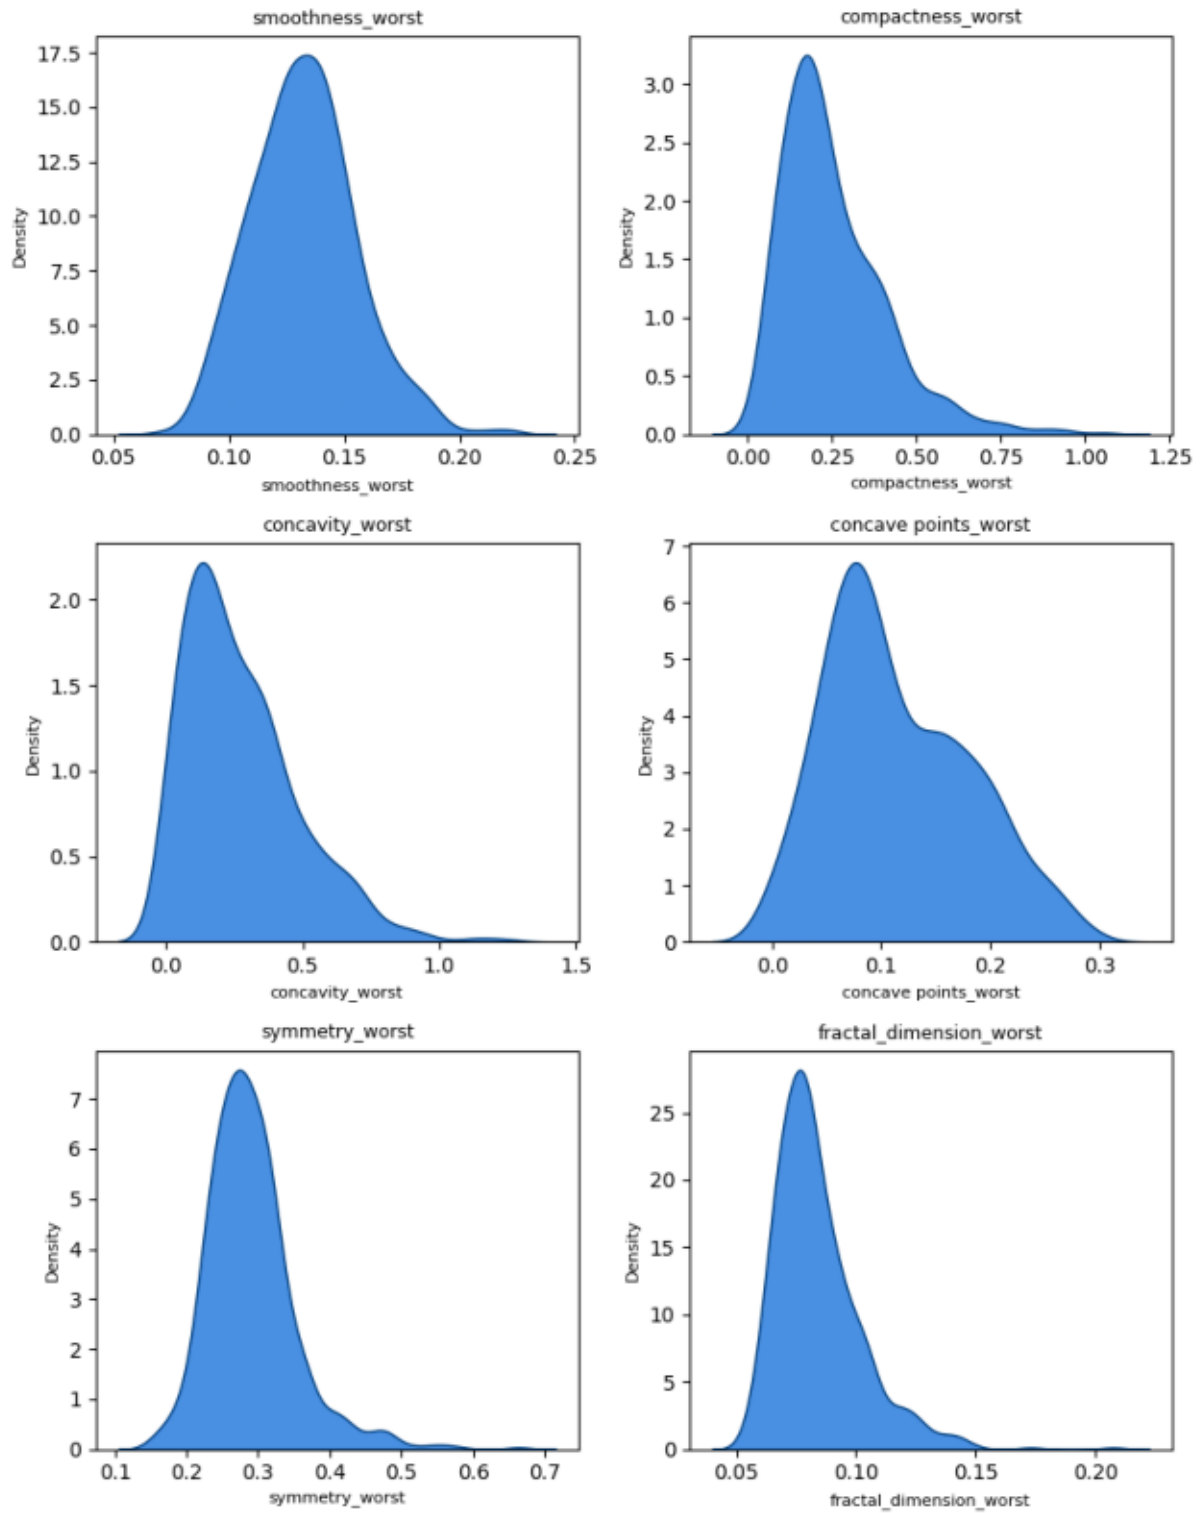 smoothness_worst
17.5
15.0
12.5
10.0
7.5
5.0
2.5
0.0
Density
0.05 0.10 0.15 0.20 0.25
smoothness_worst
compactness_worst
3.0
2.5
2.0
1.5
1.0
0.5
0.0
Density
0.00 0.25 0.50 0.75 1.00 1.25
compactness_worst
concavity_worst
2.0
1.5
1.0
0.5
0.0
Density
0.0 0.5 1.0 1.5
concavity_worst
concave points_worst
7
6
5
4
3
2
1
0
Density
0.0 0.1 0.2 0.3
concave points_worst
symmetry_worst
7
6
5
4
3
2
1
0
Density
0.1 0.2 0.3 0.4 0.5 0.6 0.7
symmetry_worst
fractal_dimension_worst
25
20
15
10
5
0
Density
0.05 0.10 0.15 0.20
fractal_dimension_worst